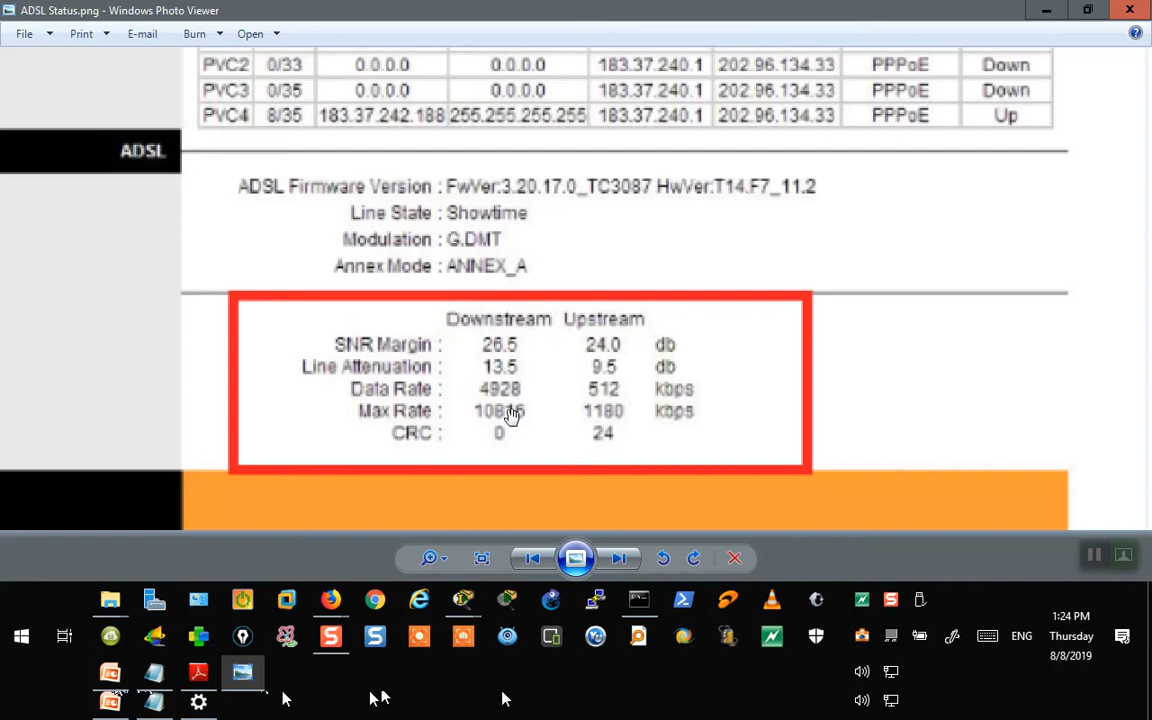 ADSL Status.png - Windows Photo Viewer
File Print E-mail Burn Open
PVC2 0/33 0.0.0.0 0.0.0.0 183.37.240.1 202.96.134.33 PPPoE Down
PVC3 0/35 0.0.0.0 0.0.0.0 183.37.240.1 202.96.134.33 PPPoE Down
PVC4 8/35 183.37.242.188 255.255.255.255 183.37.240.1 202.96.134.33 PPPoE Up
ADSL
ADSL Firmware Version : FwVer:3.20.17.0_TC3087 HwVer:T14.F7_11.2
Line State : Showtime
Modulation : G.DMT
Annex Mode : ANNEX_A
Downstream Upstream
SNR Margin : 26.5 24.0 db
Line Attenuation : 13.5 9.5 db
Data Rate : 4928 512 kbps
Max Rate : 1180 kbps
CRC : 0 24
1:24 PM
ENG Thursday
8/8/2019